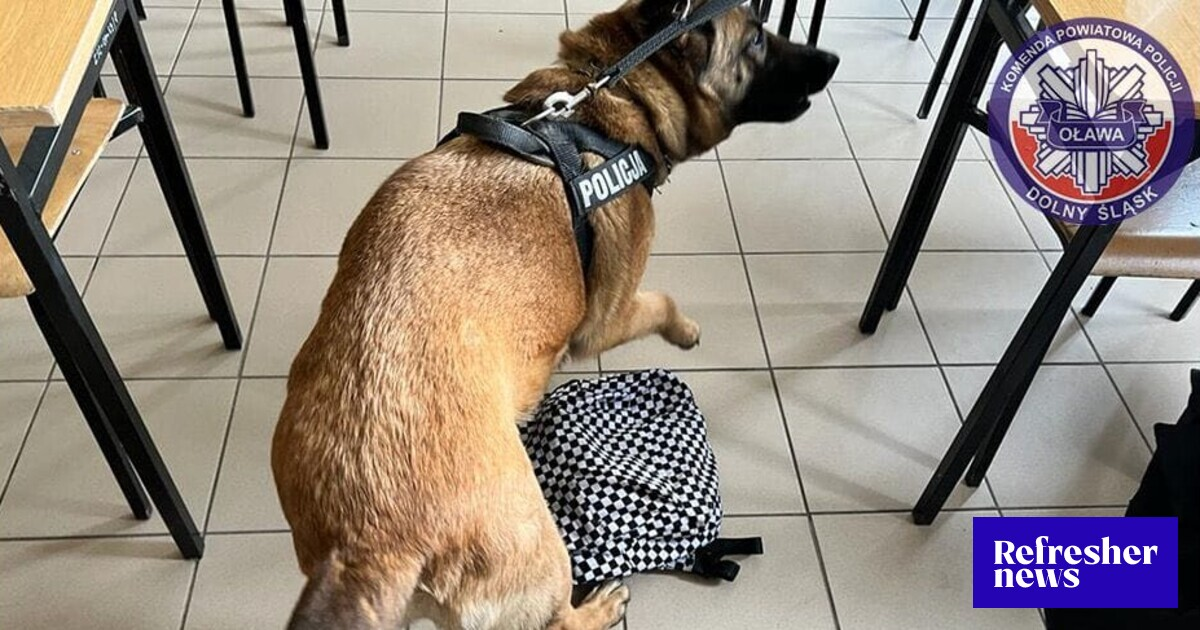 KOMENDA POWIATOWA POLICJI
OŁAWA
DOLNY ŚLĄSK
POLICJA
Refresher
news